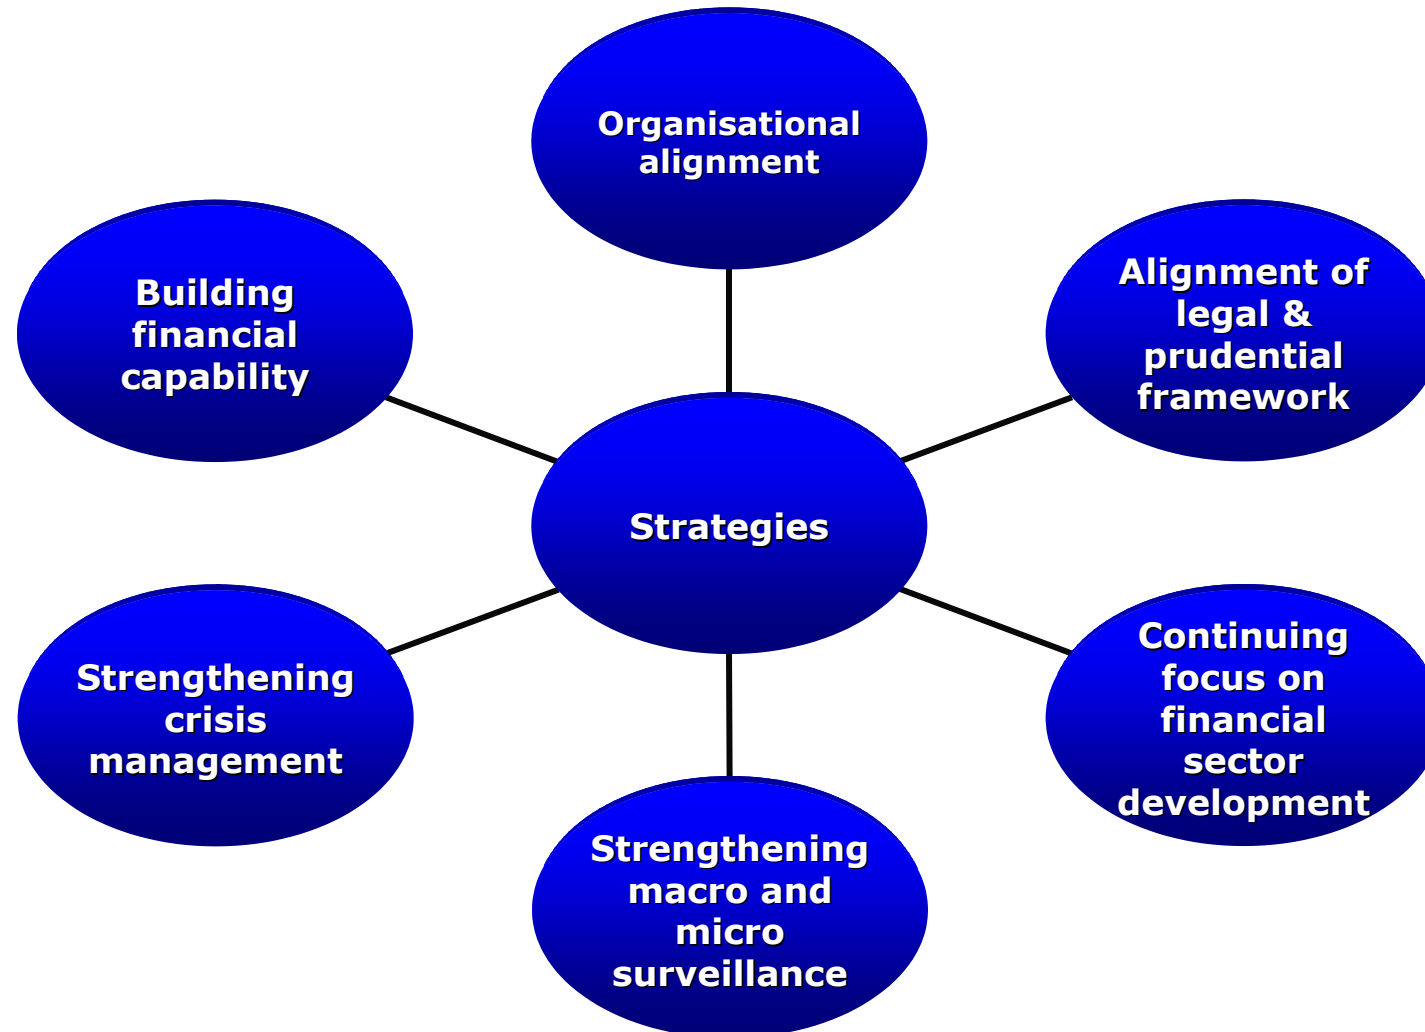 Organisational
alignment
Alignment of
legal &
prudential
framework
Building
financial
capability
Strategies
Continuing
focus on
financial
sector
development
Strengthening
crisis
management
Strengthening
macro and
micro
surveillance